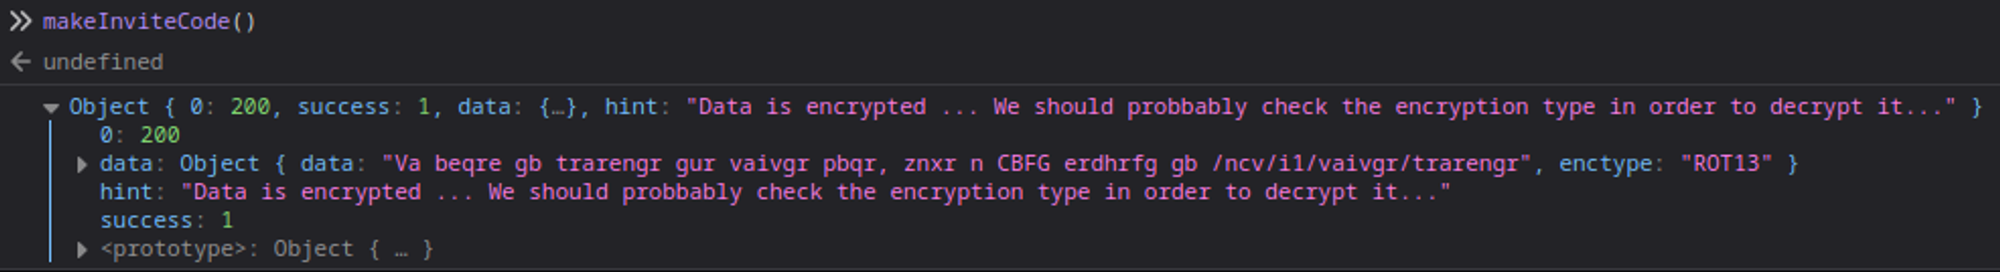 makeInviteCode()
undefined
Object { 0: 200, success: 1, data: {…}, hint: "Data is encrypted ... We should probbably check the encryption type in order to decrypt it..." }
0: 200
data: Object { data: "Va beqre gb trarengr gur vaivgr pbqr, znxr n CBFG erdhrfg gb /ncv/i1/vaivgr/trarengr", enctype: "ROT13" }
hint: "Data is encrypted ... We should probbably check the encryption type in order to decrypt it..."
success: 1
<prototype>: Object { … }